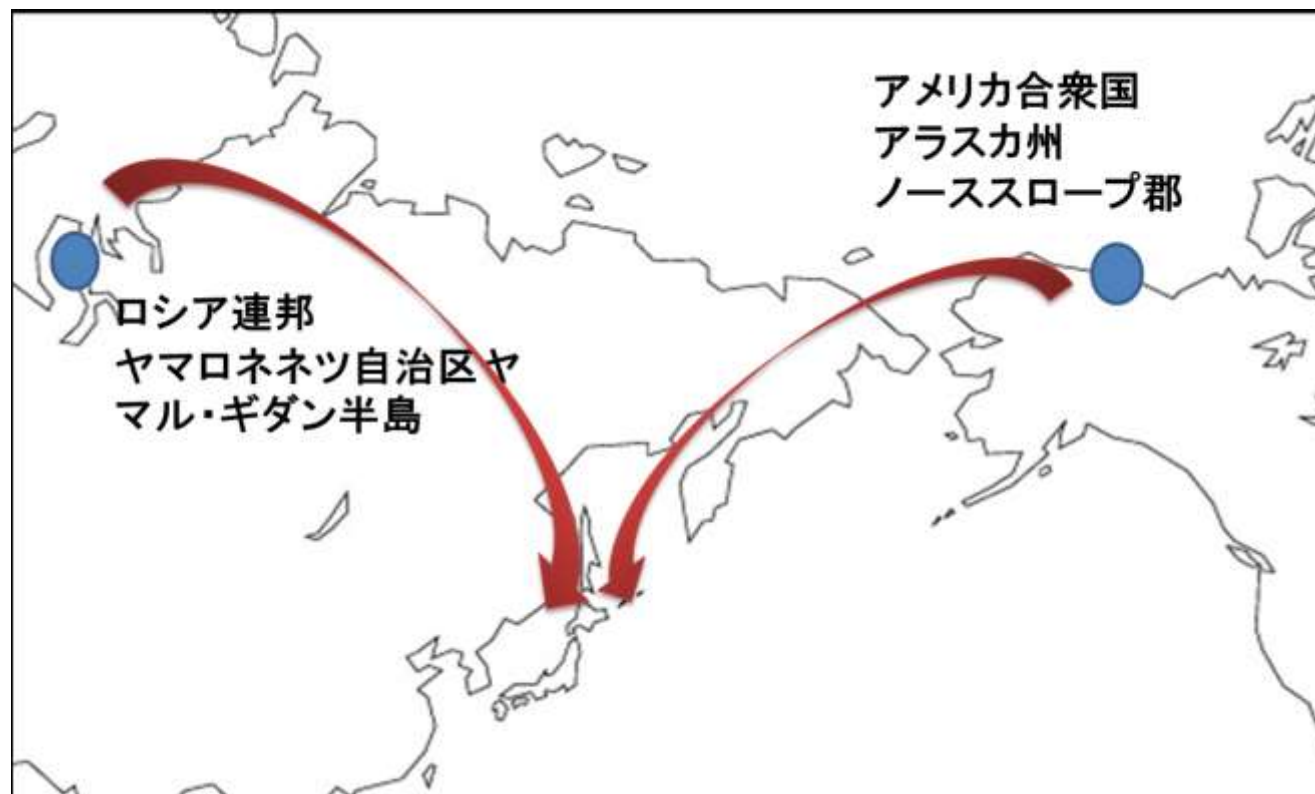 アメリカ合衆国
アラスカ州
ノーススロープ郡
ロシア連邦
ヤマロネネツ自治区ヤ
マル・ギダン半島